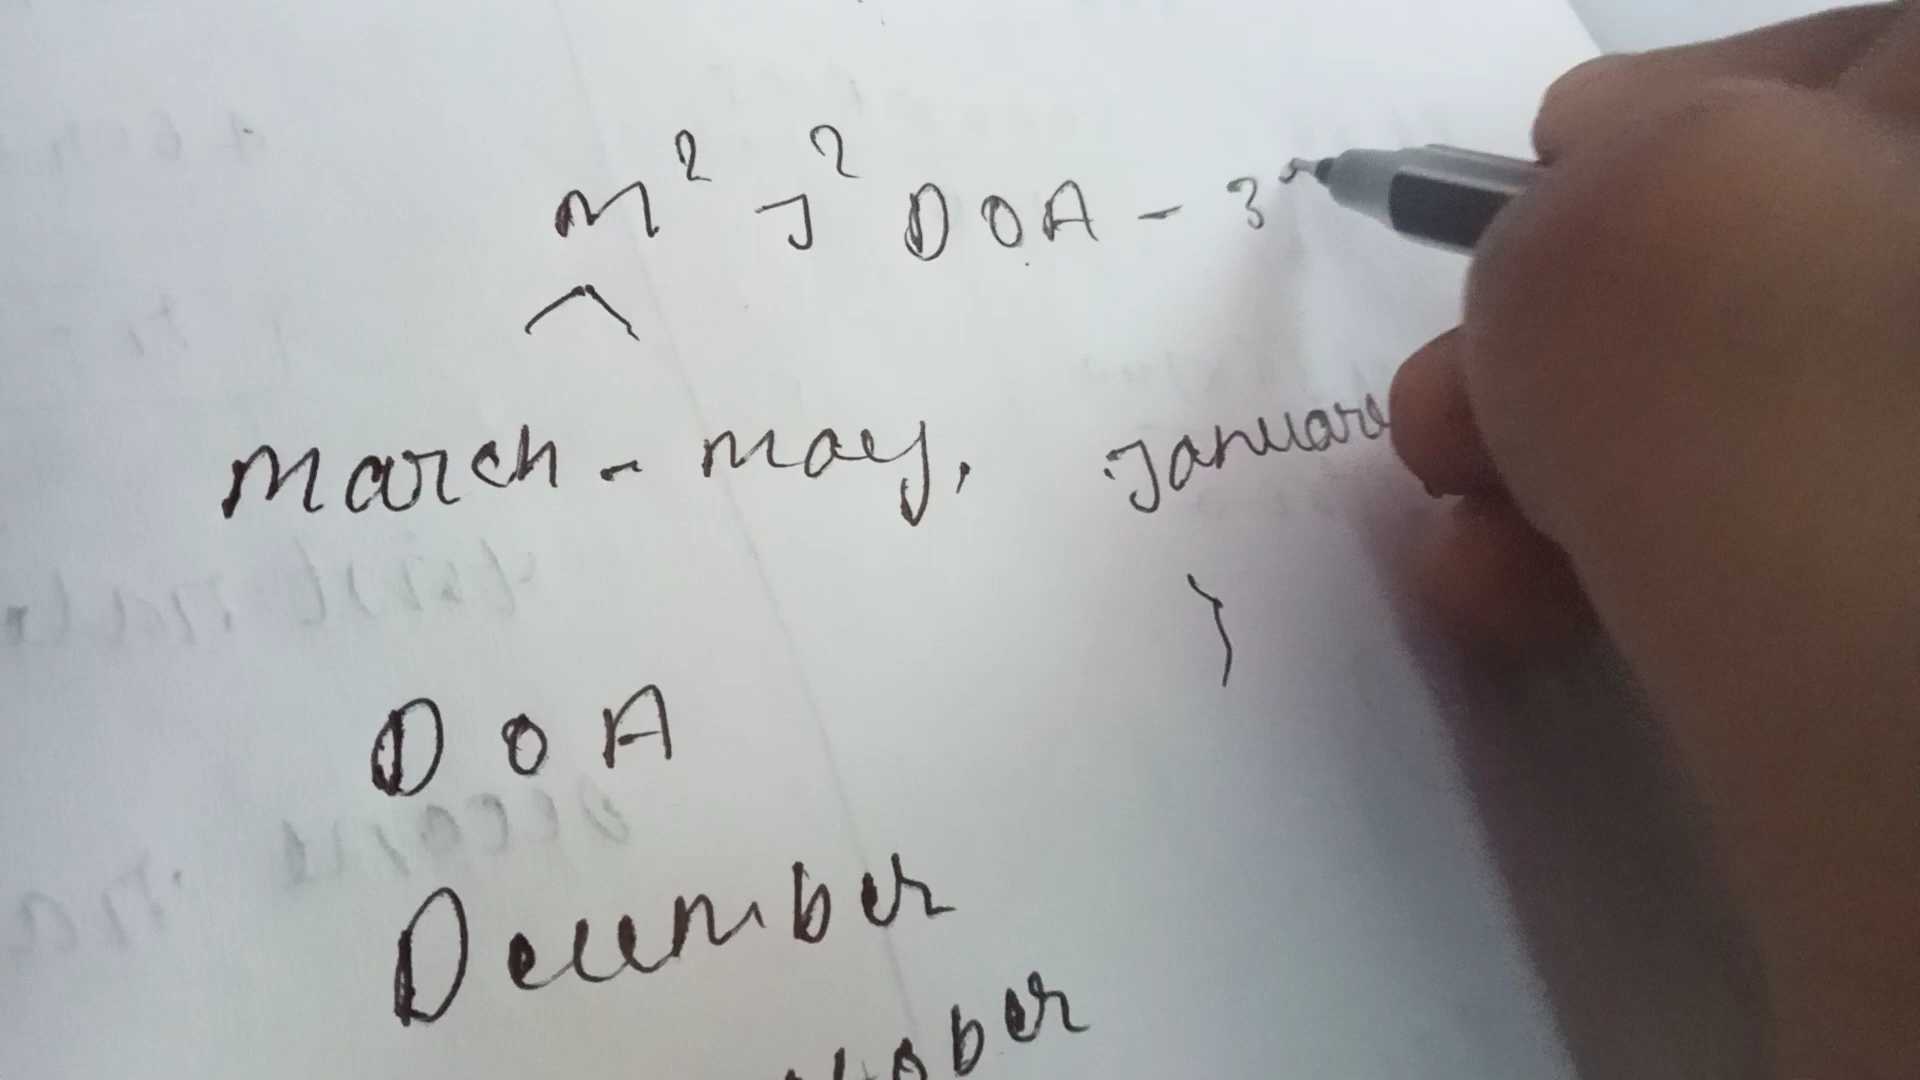 M² J² DOA - 3
March - May, January
DOA
December